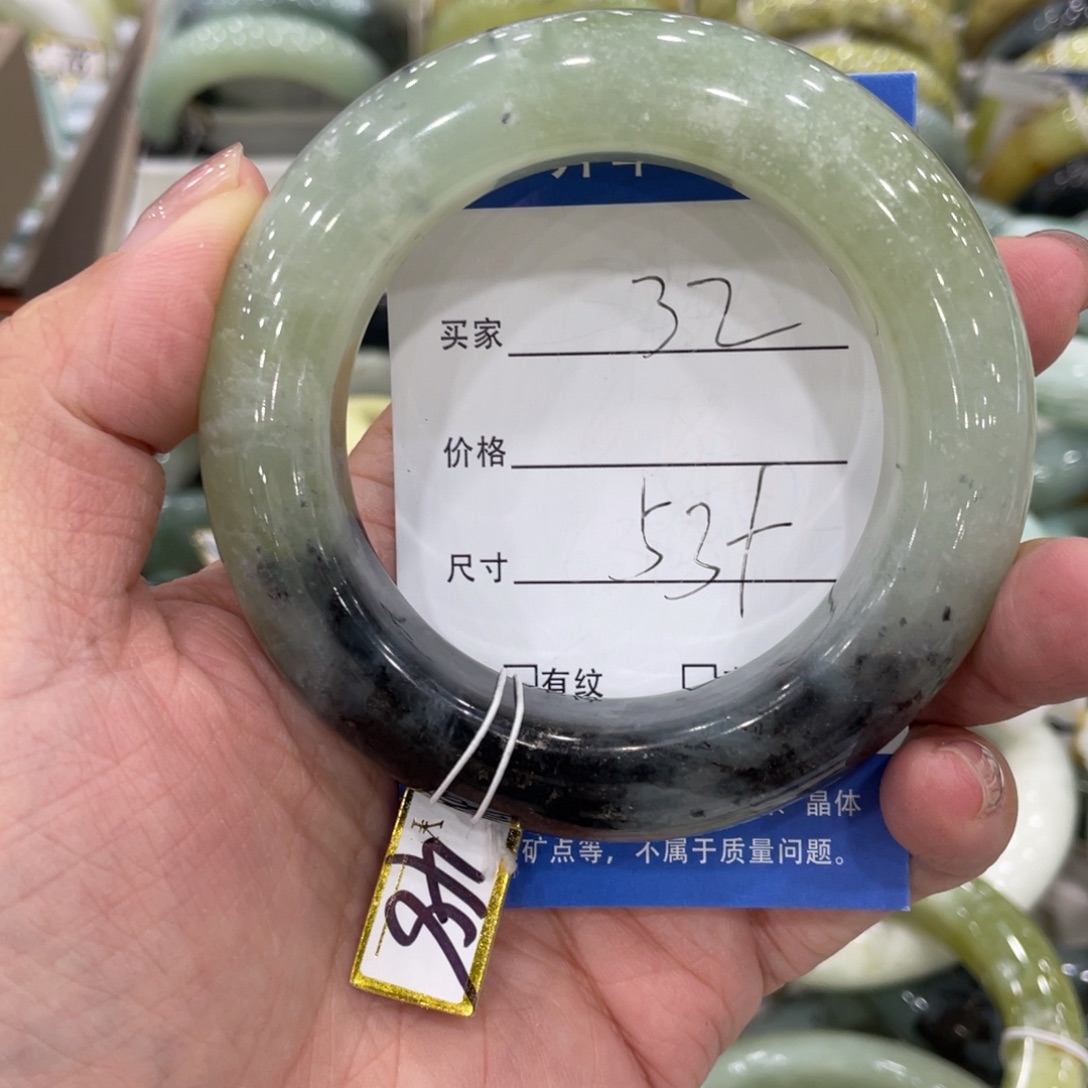 买家 32
价格
尺寸 53+
有纹
晶体
矿点等，不属于质量问题。